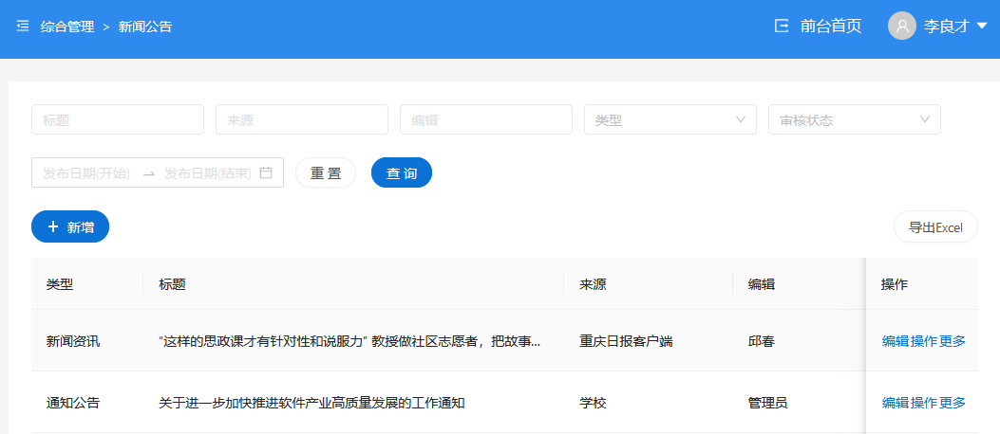 综合管理 > 新闻公告 前台首页 李良才
标题 来源 编辑 类型 审核状态
发布日期(开始) → 发布日期(结束) 重置 查询
+ 新增 导出Excel
类型 标题 来源 编辑 操作
新闻资讯 “这样的思政课才有针对性和说服力” 教授做社区志愿者，把故事... 重庆日报客户端 邱春 编辑操作更多
通知公告 关于进一步加快推进软件产业高质量发展的工作通知 学校 管理员 编辑操作更多